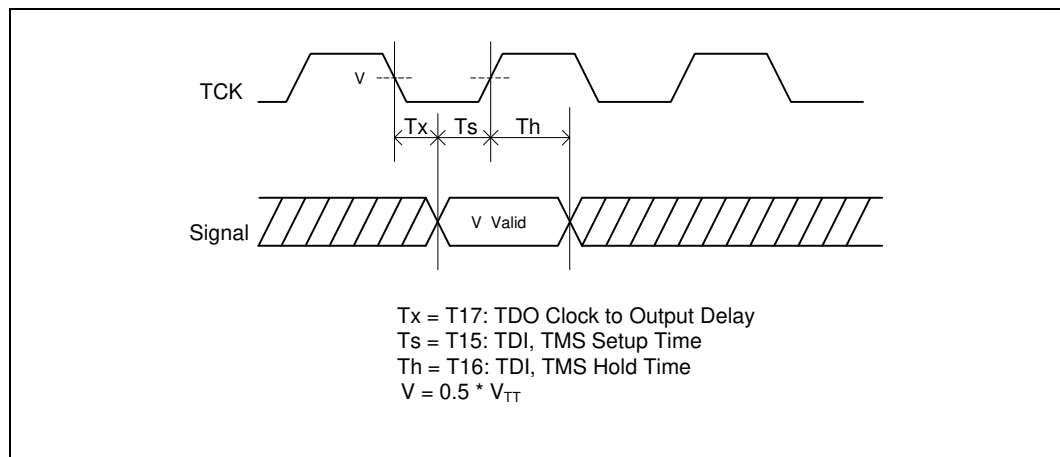 V
TCK
Tx Ts Th
Signal
V Valid
Tx = T17: TDO Clock to Output Delay
Ts = T15: TDI, TMS Setup Time
Th = T16: TDI, TMS Hold Time
V = 0.5 * VTT